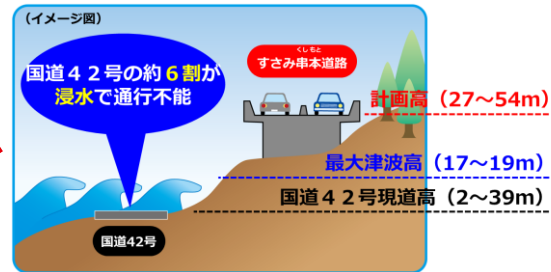 （イメージ図）
国道４２号の約６割が
浸水で通行不能
くしもと
すさみ串本道路
計画高（27～54m）
最大津波高（17～19m）
国道４２号現道高（2～39m）
国道42号